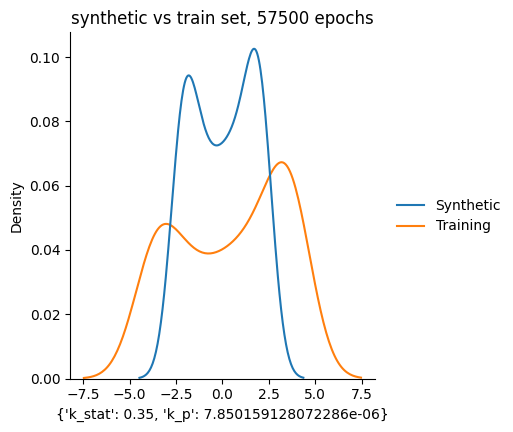 synthetic vs train set, 57500 epochs
0.10
0.08
0.06
0.04
0.02
0.00
Density
Synthetic
Training
−7.5 −5.0 −2.5 0.0 2.5 5.0 7.5
{'k_stat': 0.35, 'k_p': 7.850159128072286e-06}